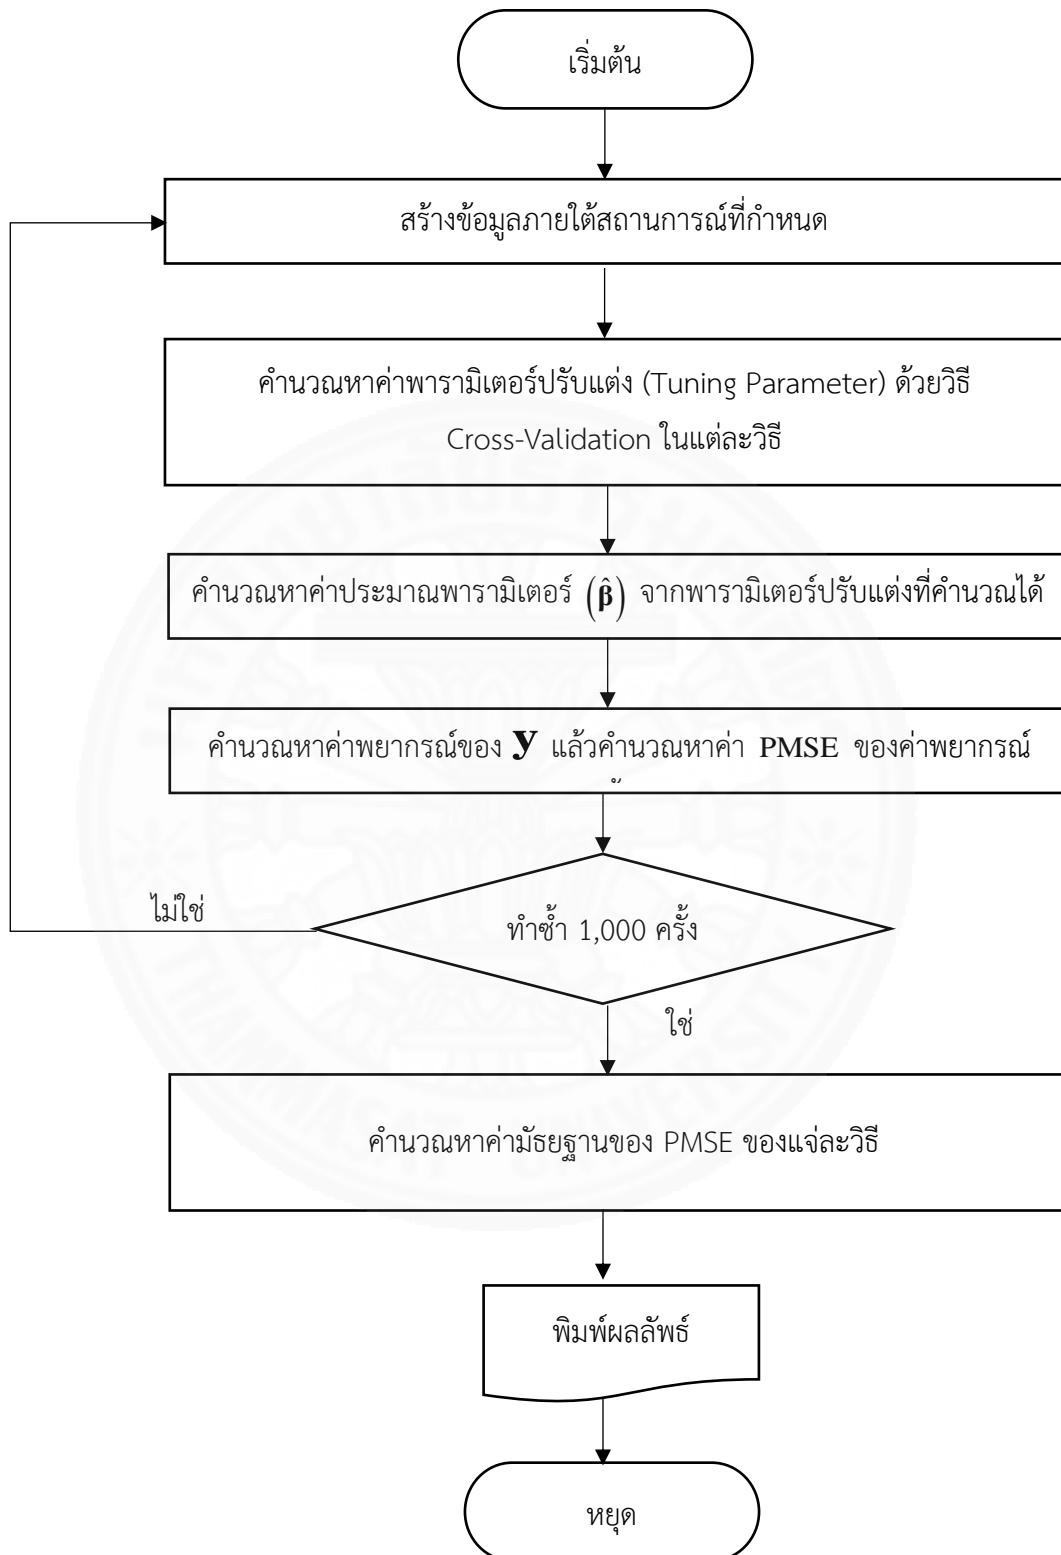 เริ่มต้น
สร้างข้อมูลภายใต้สถานการณ์ที่กำหนด
คำนวณหาค่าพารามิเตอร์ปรับแต่ง (Tuning Parameter) ด้วยวิธี
Cross-Validation ในแต่ละวิธี
คำนวณหาค่าประมาณพารามิเตอร์ (β̂) จากพารามิเตอร์ปรับแต่งที่คำนวณได้
คำนวณหาค่าพยากรณ์ของ y แล้วคำนวณหาค่า PMSE ของค่าพยากรณ์
ไม่ใช่
ทำซ้ำ 1,000 ครั้ง
ใช่
คำนวณหาค่ามัธยฐานของ PMSE ของแจ่ละวิธี
พิมพ์ผลลัพธ์
หยุด